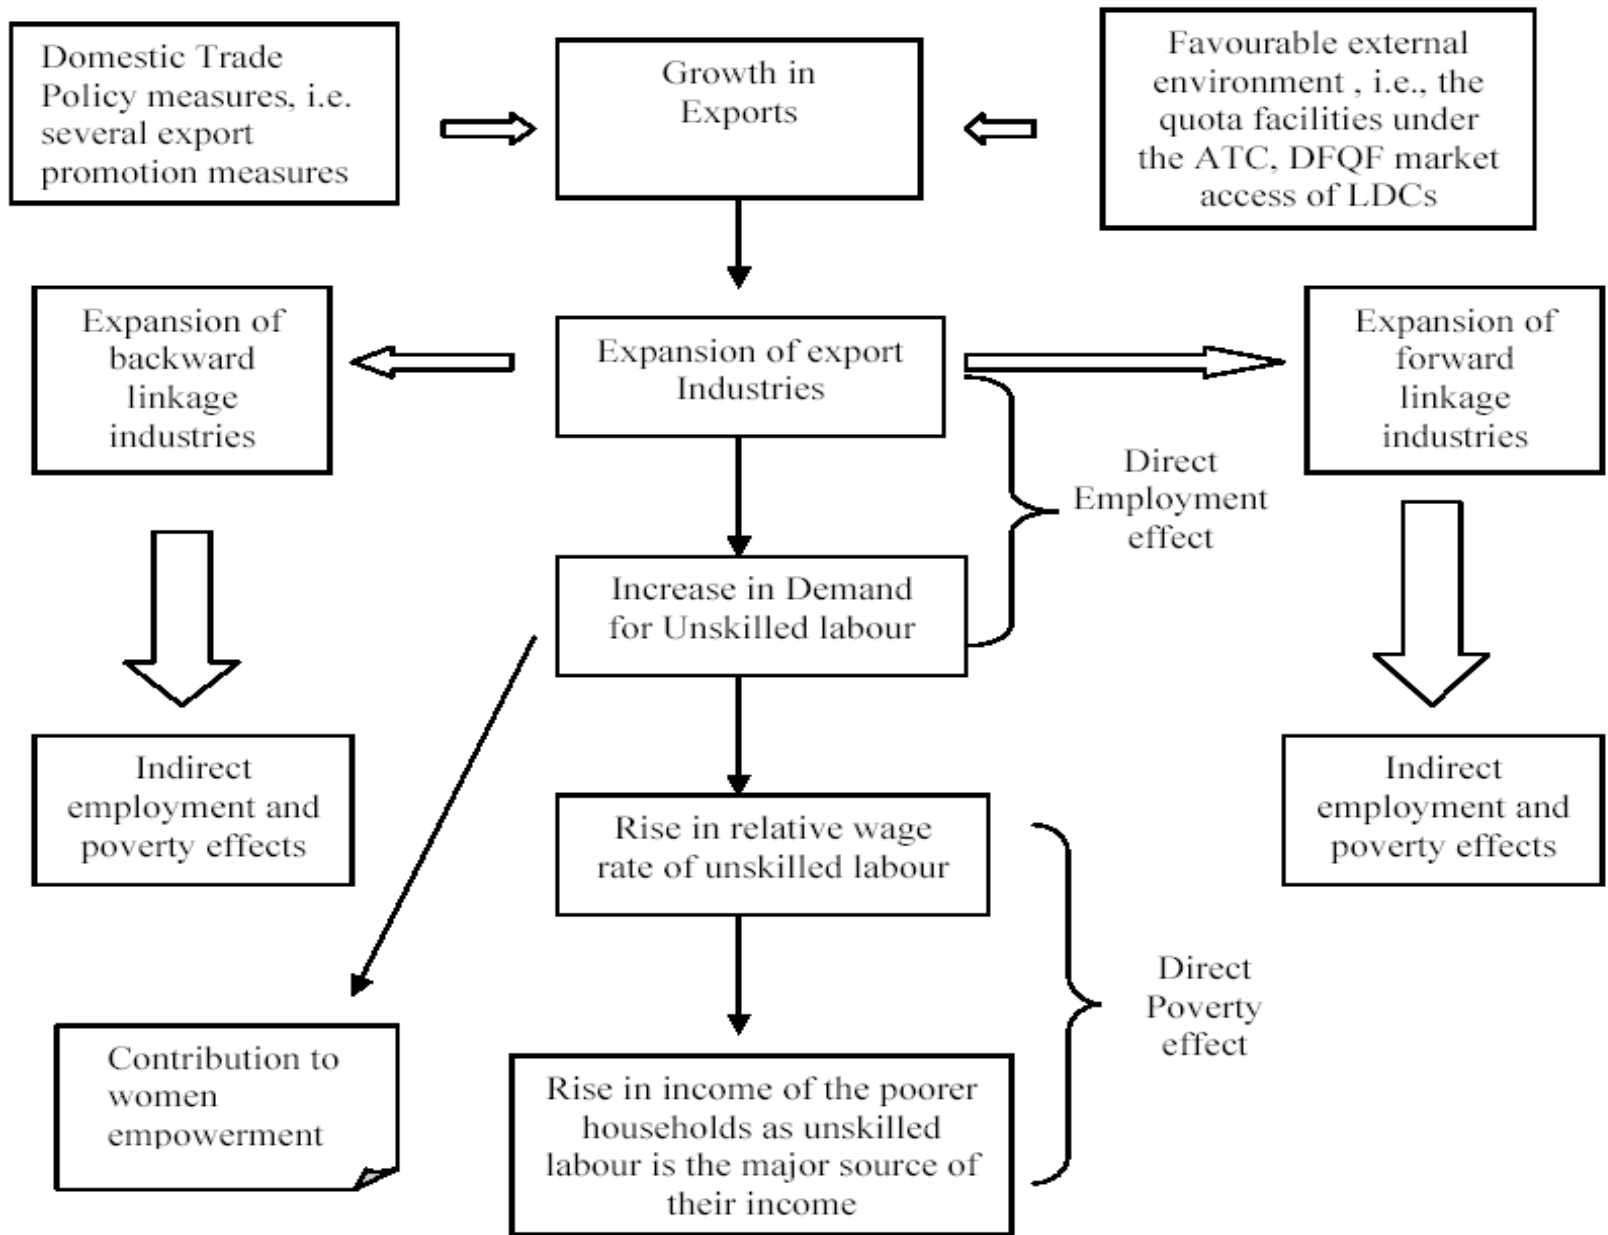 Domestic Trade
Policy measures, i.e.
several export
promotion measures
Growth in
Exports
Favourable external
environment , i.e., the
quota facilities under
the ATC, DFQF market
access of LDCs
Expansion of
backward
linkage
industries
Expansion of export
Industries
Expansion of
forward
linkage
industries
Direct
Employment
effect
Increase in Demand
for Unskilled labour
Indirect
employment and
poverty effects
Rise in relative wage
rate of unskilled labour
Indirect
employment and
poverty effects
Direct
Poverty
effect
Contribution to
women
empowerment
Rise in income of the poorer
households as unskilled
labour is the major source of
their income